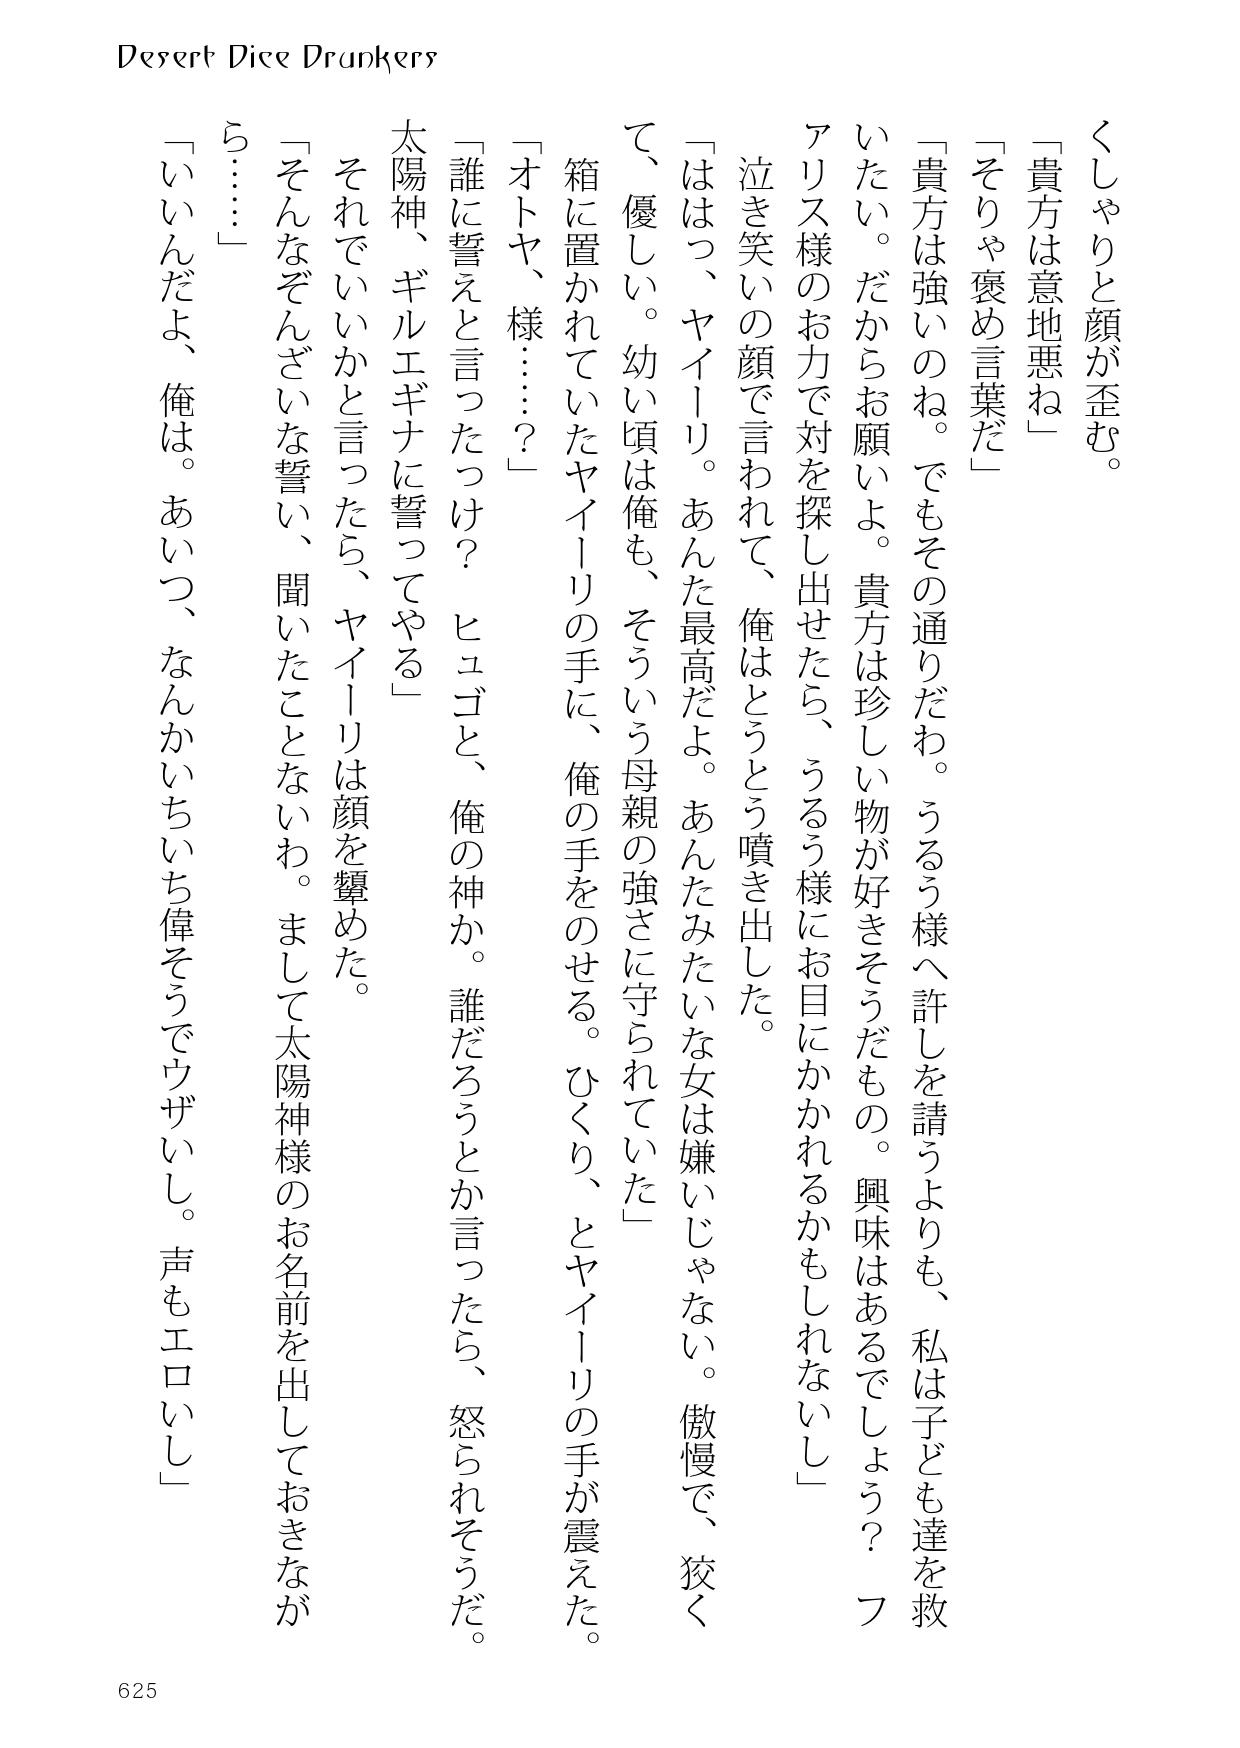 Desert Dice Drunkers
くしゃりと顔が歪む。
「貴方は意地悪ね」
「そりゃ褒め言葉だ」
「貴方は強いのね。でもその通りだわ。うるう様へ許しを請うよりも、私は子ども達を救
いたい。だからお願いよ。貴方は珍しい物が好きそうだもの。興味はあるでしょう？　フ
ァリス様のお力で対を探し出せたら、うるう様にお目にかかれるかもしれないし」
　泣き笑いの顔で言われて、俺はとうとう噴き出した。
「ははっ、ヤイーリ。あんた最高だよ。あんたみたいな女は嫌いじゃない。傲慢で、狡く
て、優しい。幼い頃は俺も、そういう母親の強さに守られていた」
　箱に置かれていたヤイーリの手に、俺の手をのせる。ひくり、とヤイーリの手が震えた。
「オトヤ、様……？」
「誰に誓えと言ったつけ？　ヒュゴと、俺の神か。誰だろうとか言ったら、怒られそうだ。
太陽神、ギルエギナに誓ってやる」
　それでいいかと言ったら、ヤイーリは顔を顰めた。
「そんなぞんざいな誓い、聞いたことないわ。まして太陽神様のお名前を出しておきなが
ら……」
「いいんだよ、俺は。あいつ、なんかいちいち偉そうでウザいし。声もエロいし」
625